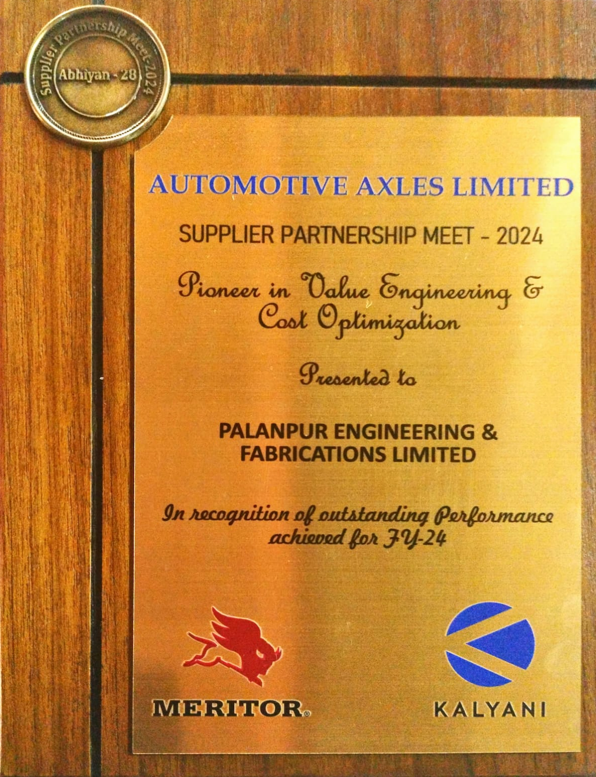 Supplier Partnership Meet-2024
Abhiyan - 28
AUTOMOTIVE AXLES LIMITED
SUPPLIER PARTNERSHIP MEET - 2024
Pioneer in Value Engineering &
Cost Optimization
Presented to
PALANPUR ENGINEERING &
FABRICATIONS LIMITED
In recognition of outstanding Performance
achieved for FY-24
MERITOR®
KALYANI